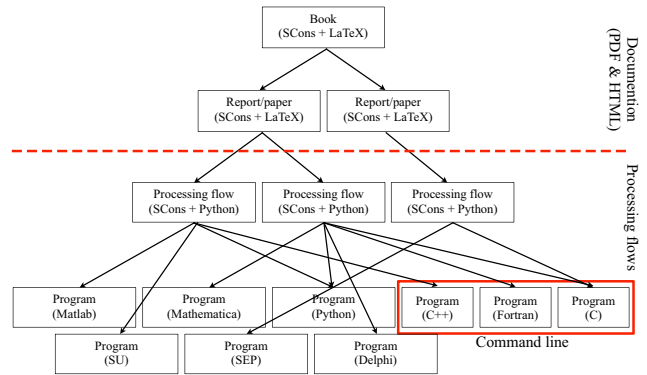 Book
(SCons + LaTeX)
Report/paper
(SCons + LaTeX)
Report/paper
(SCons + LaTeX)
Documention
(PDF & HTML)
Processing flow
(SCons + Python)
Processing flow
(SCons + Python)
Processing flow
(SCons + Python)
Processing flows
Program
(Matlab)
Program
(Mathematica)
Program
(Python)
Program
(C++)
Program
(Fortran)
Program
(C)
Command line
Program
(SU)
Program
(SEP)
Program
(Delphi)